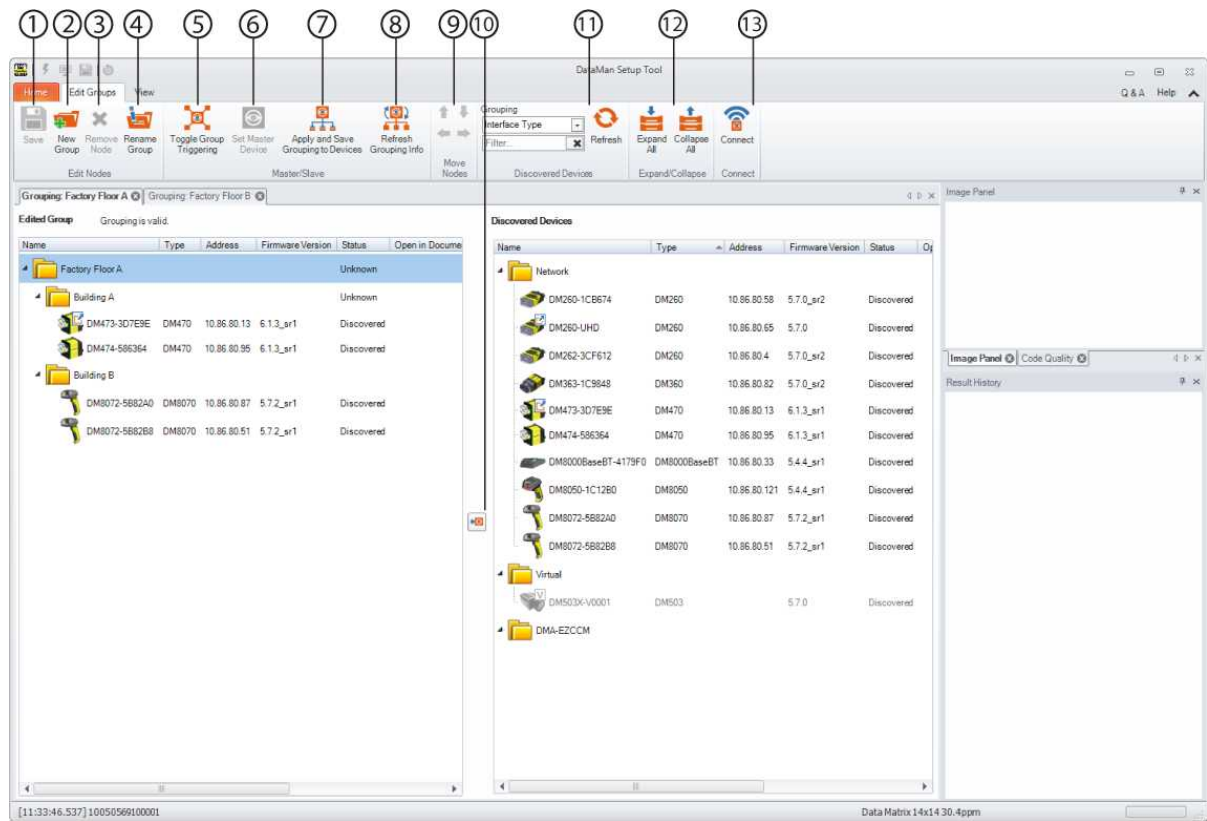 1 2 3 4 5 6 7 8 9 10 11 12 13
DataMan Setup Tool
Home Edit Groups View Q & A Help
Save New Group Remove Node Rename Group Toggle Group Triggering Set Master Device Apply and Save Grouping to Devices Refresh Grouping Info Move Nodes Grouping Interface Type Filter... Refresh Expand All Collapse All Connect
Edit Nodes Master/Slave Discovered Devices Expand/Collapse Connect
Grouping: Factory Floor A Grouping: Factory Floor B
Edited Group Grouping is valid.
Name Type Address Firmware Version Status Open in Docume
Factory Floor A Unknown
Building A Unknown
DM473-3D7E9E DM470 10.86.80.13 6.1.3_sr1 Discovered
DM474-586364 DM470 10.86.80.95 6.1.3_sr1 Discovered
Building B
DM8072-5B82A0 DM8070 10.86.80.87 5.7.2_sr1 Discovered
DM8072-5B82B8 DM8070 10.86.80.51 5.7.2_sr1 Discovered
Discovered Devices
Name Type Address Firmware Version Status Op
Network
DM260-1CB674 DM260 10.86.80.58 5.7.0_sr2 Discovered
DM260-UHD DM260 10.86.80.65 5.7.0 Discovered
DM262-3CF612 DM260 10.86.80.4 5.7.0_sr2 Discovered
DM363-1C9848 DM360 10.86.80.82 5.7.0_sr2 Discovered
DM473-3D7E9E DM470 10.86.80.13 6.1.3_sr1 Discovered
DM474-586364 DM470 10.86.80.95 6.1.3_sr1 Discovered
DM8000BaseBT-4179F0 DM8000BaseBT 10.86.80.33 5.4.4_sr1 Discovered
DM8050-1C12B0 DM8050 10.86.80.121 5.4.4_sr1 Discovered
DM8072-5B82A0 DM8070 10.86.80.87 5.7.2_sr1 Discovered
DM8072-5B82B8 DM8070 10.86.80.51 5.7.2_sr1 Discovered
Virtual
V
DM503X-V0001 DM503 5.7.0 Discovered
DMA-EZCCM
Image Panel
Image Panel Code Quality
Result History
[11:33:46.537] 10050569100001 Data Matrix 14x14 30.4ppm